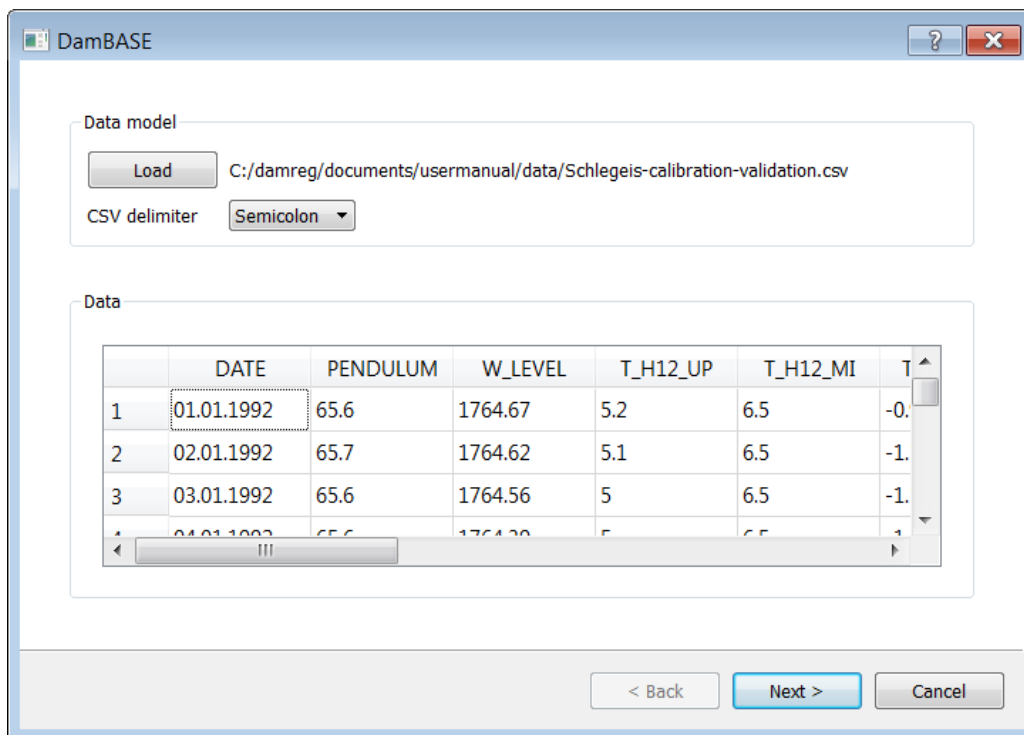 DamBASE
Data model
Load C:/damreg/documents/usermanual/data/Schlegeis-calibration-validation.csv
CSV delimiter Semicolon
Data
DATE PENDULUM W_LEVEL T_H12_UP T_H12_MI
1 01.01.1992 65.6 1764.67 5.2 6.5
2 02.01.1992 65.7 1764.62 5.1 6.5
3 03.01.1992 65.6 1764.56 5 6.5
< Back Next > Cancel